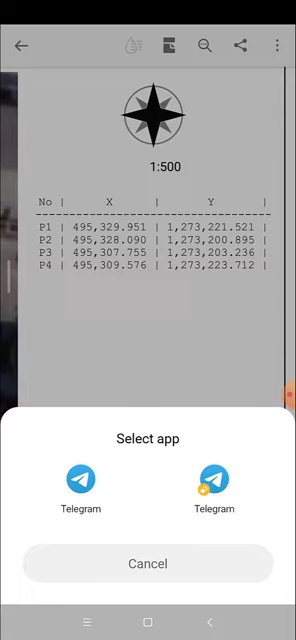 1:500
No | X | Y |
-----------------------------------------
P1 | 495,329.951 | 1,273,221.521 |
P2 | 495,328.090 | 1,273,200.895 |
P3 | 495,307.755 | 1,273,203.236 |
P4 | 495,309.576 | 1,273,223.712 |
Select app
Telegram Telegram
Cancel